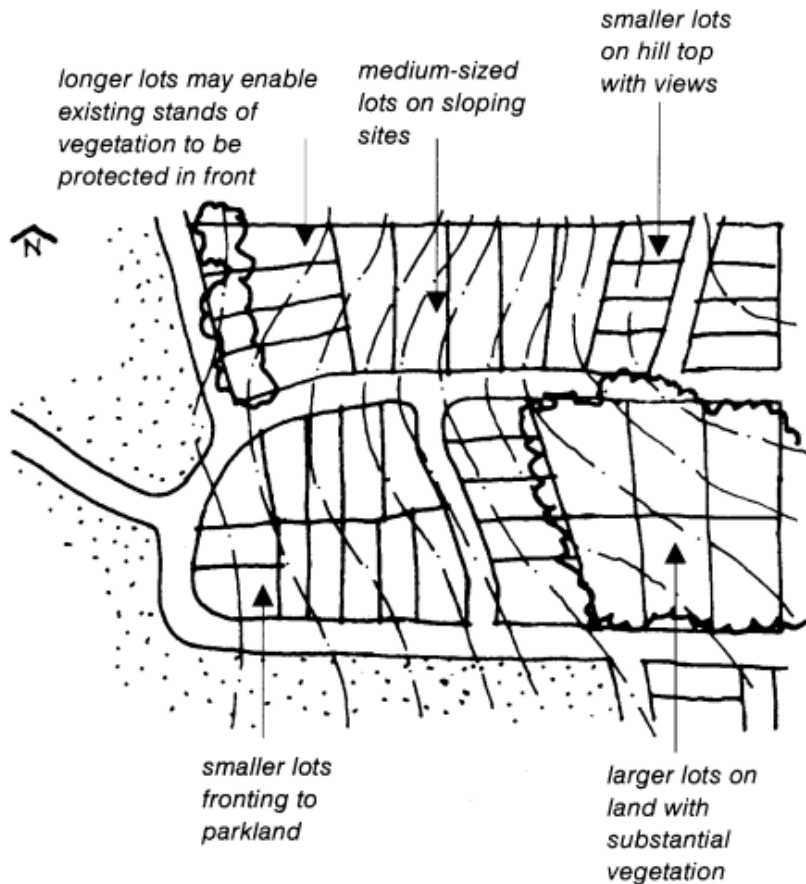 smaller lots
on hill top
with views
longer lots may enable
existing stands of
vegetation to be
protected in front
medium-sized
lots on sloping
sites
N
smaller lots
fronting to
parkland
larger lots on
land with
substantial
vegetation